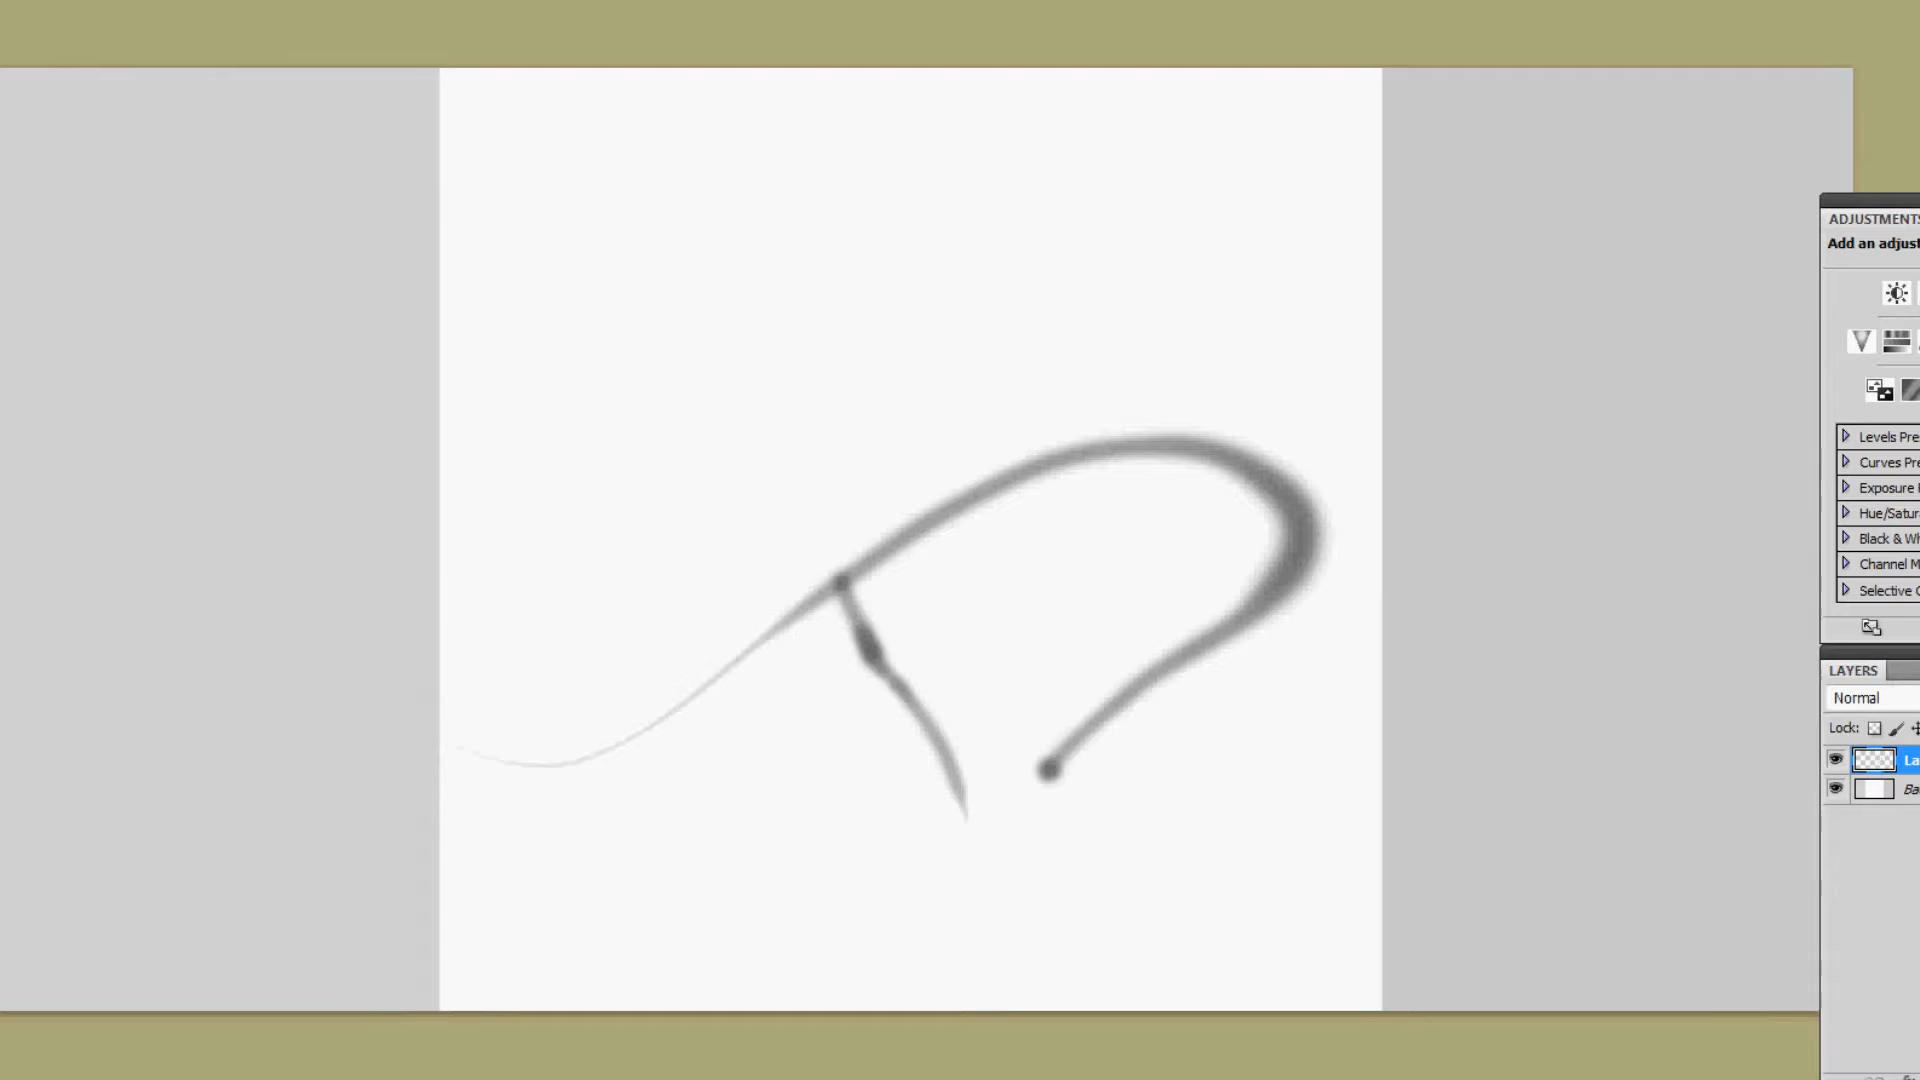 ADJUSTMENTS
Add an adjust
Levels Pre
Curves Pre
Exposure
Hue/Satur
Black & Wh
Channel M
Selective
LAYERS
Normal
Lock:
La
Ba